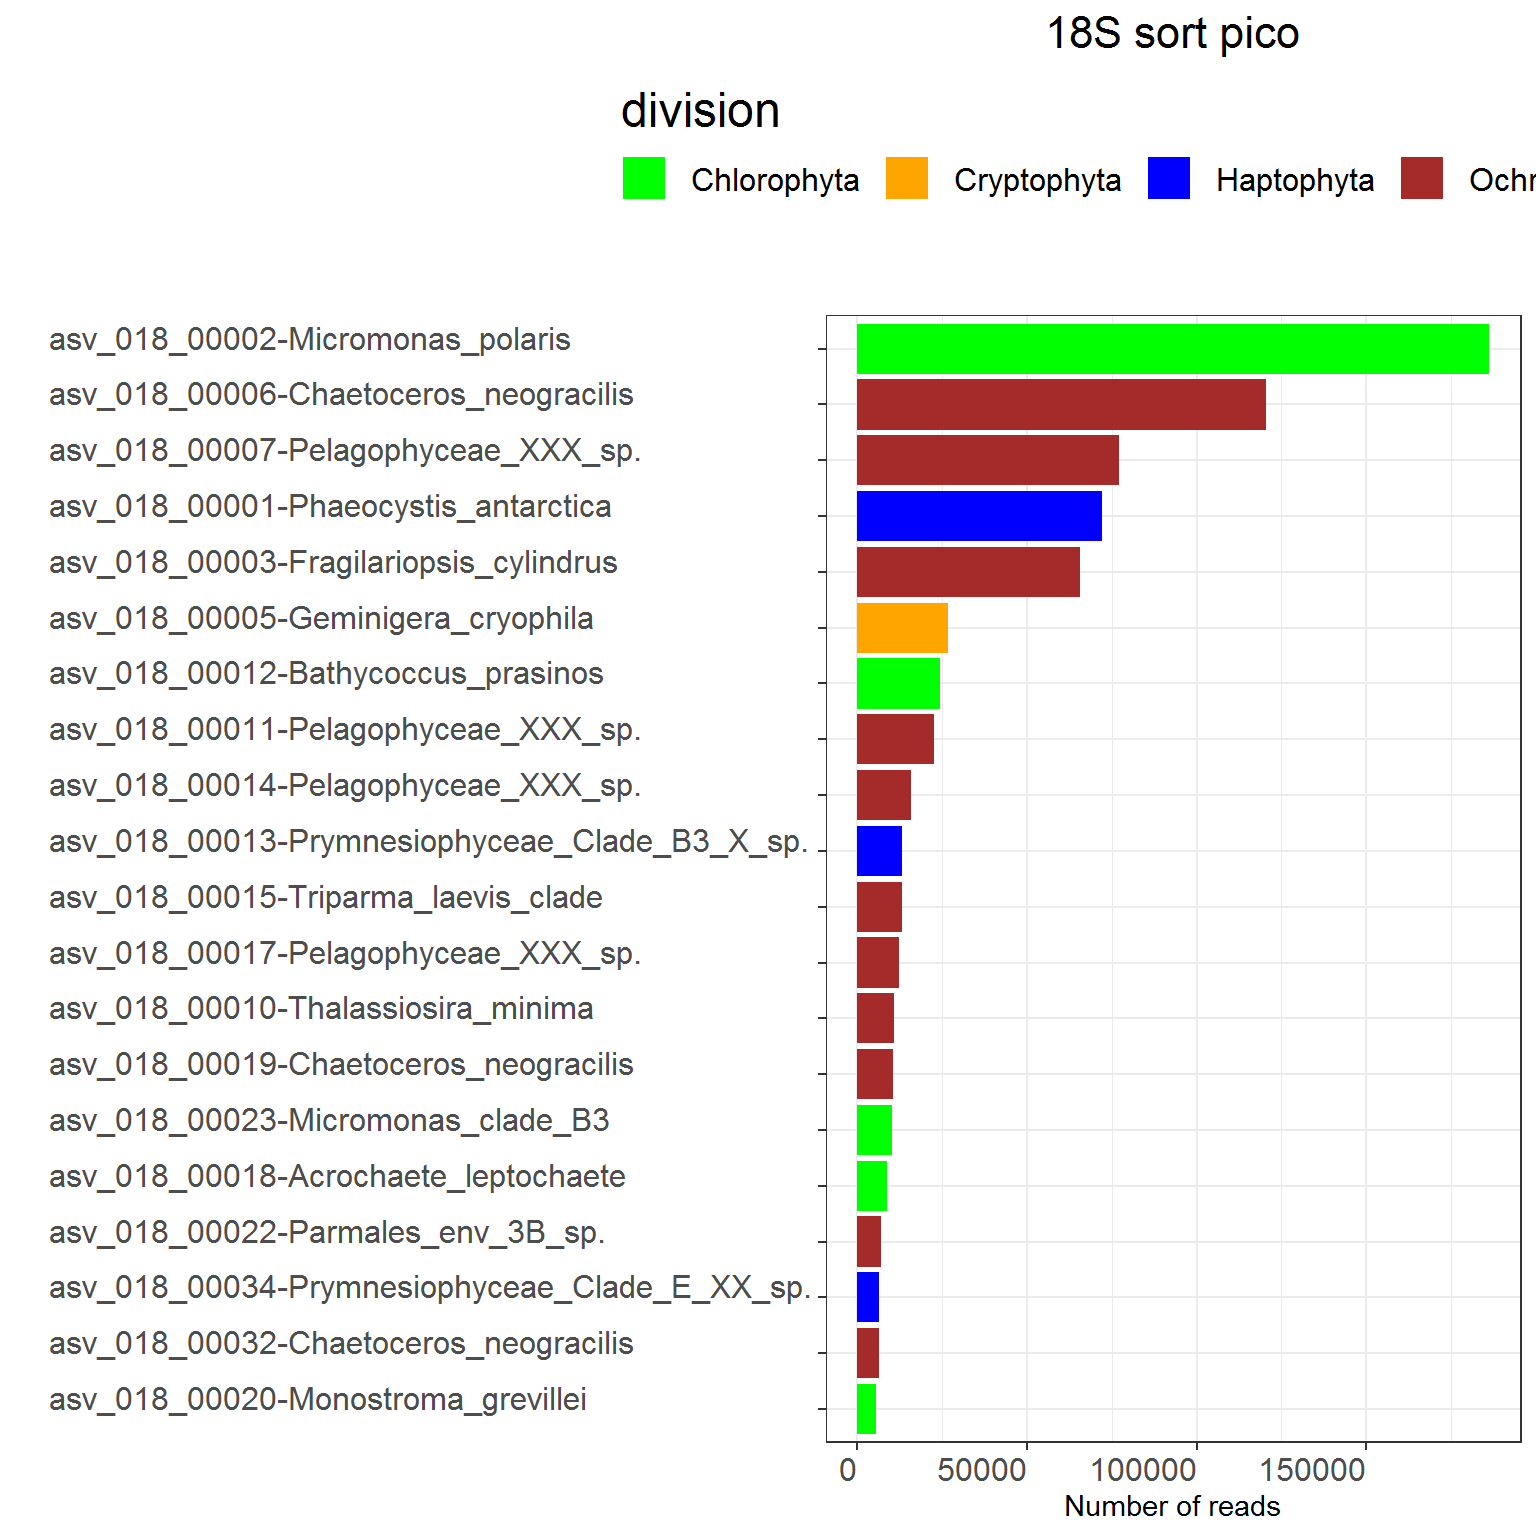 18S sort pico
division
Chlorophyta Cryptophyta Haptophyta Ochr
asv_018_00002-Micromonas_polaris
asv_018_00006-Chaetoceros_neogracilis
asv_018_00007-Pelagophyceae_XXX_sp.
asv_018_00001-Phaeocystis_antarctica
asv_018_00003-Fragilariopsis_cylindrus
asv_018_00005-Geminigera_cryophila
asv_018_00012-Bathycoccus_prasinos
asv_018_00011-Pelagophyceae_XXX_sp.
asv_018_00014-Pelagophyceae_XXX_sp.
asv_018_00013-Prymnesiophyceae_Clade_B3_X_sp.
asv_018_00015-Triparma_laevis_clade
asv_018_00017-Pelagophyceae_XXX_sp.
asv_018_00010-Thalassiosira_minima
asv_018_00019-Chaetoceros_neogracilis
asv_018_00023-Micromonas_clade_B3
asv_018_00018-Acrochaete_leptochaete
asv_018_00022-Parmales_env_3B_sp.
asv_018_00034-Prymnesiophyceae_Clade_E_XX_sp.
asv_018_00032-Chaetoceros_neogracilis
asv_018_00020-Monostroma_grevillei
0 50000 100000 150000
Number of reads